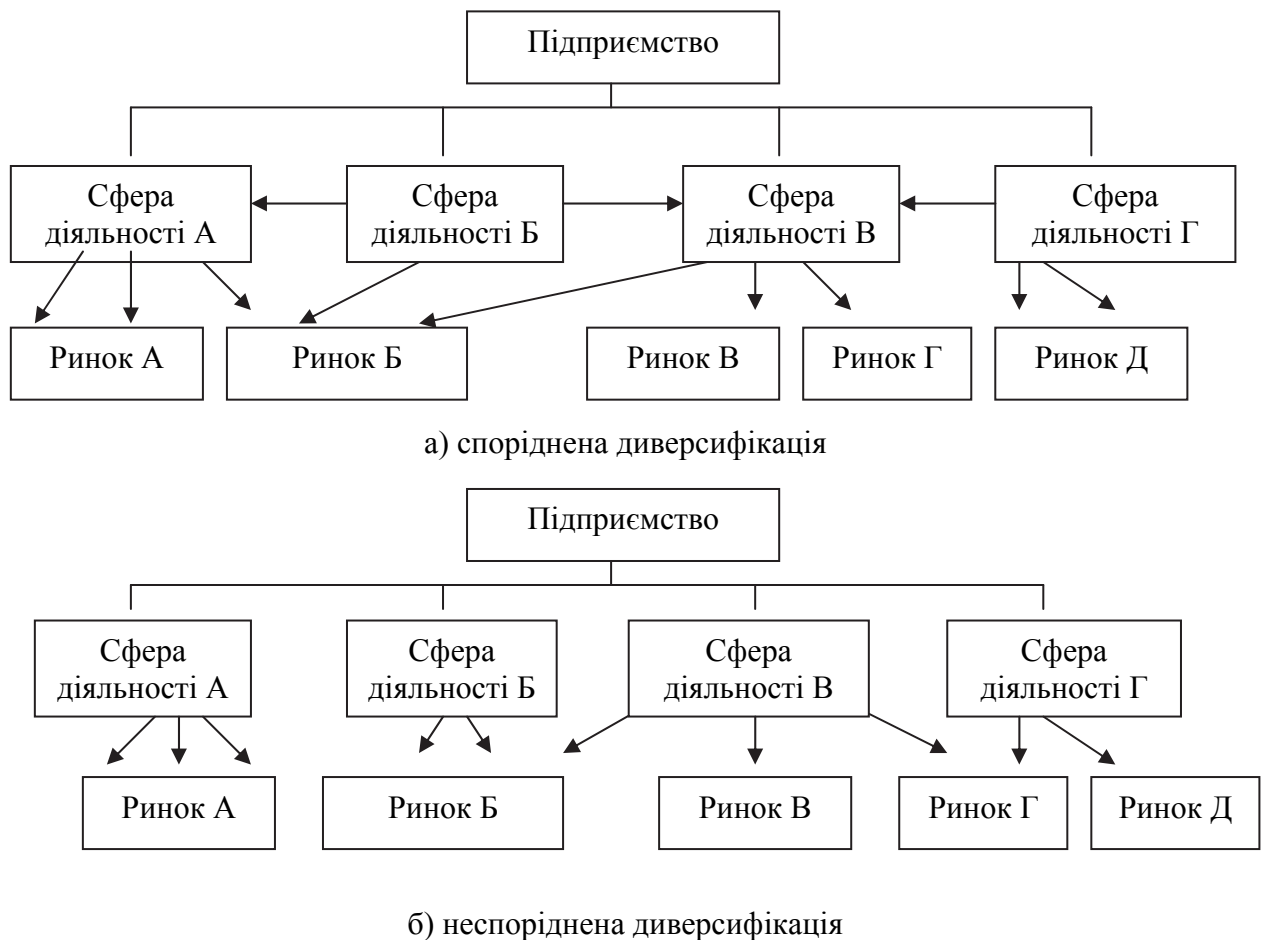 Підприємство
Сфера
діяльності А
Сфера
діяльності Б
Сфера
діяльності В
Сфера
діяльності Г
Ринок А
Ринок Б
Ринок В
Ринок Г
Ринок Д
а) споріднена диверсифікація
Підприємство
Сфера
діяльності А
Сфера
діяльності Б
Сфера
діяльності В
Сфера
діяльності Г
Ринок А
Ринок Б
Ринок В
Ринок Г
Ринок Д
б) неспоріднена диверсифікація